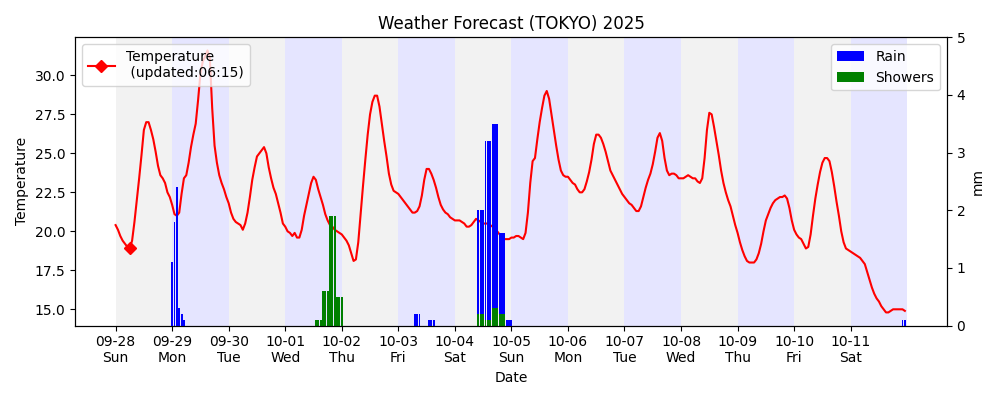 Weather Forecast (TOKYO) 2025
Temperature
(updated:06:15)
Rain
Showers
Temperature
30.0
27.5
25.0
22.5
20.0
17.5
15.0
5
4
3
2
1
0
mm
09-28 09-29 09-30 10-01 10-02 10-03 10-04 10-05 10-06 10-07 10-08 10-09 10-10 10-11
Sun Mon Tue Wed Thu Fri Sat Sun Mon Tue Wed Thu Fri Sat
Date